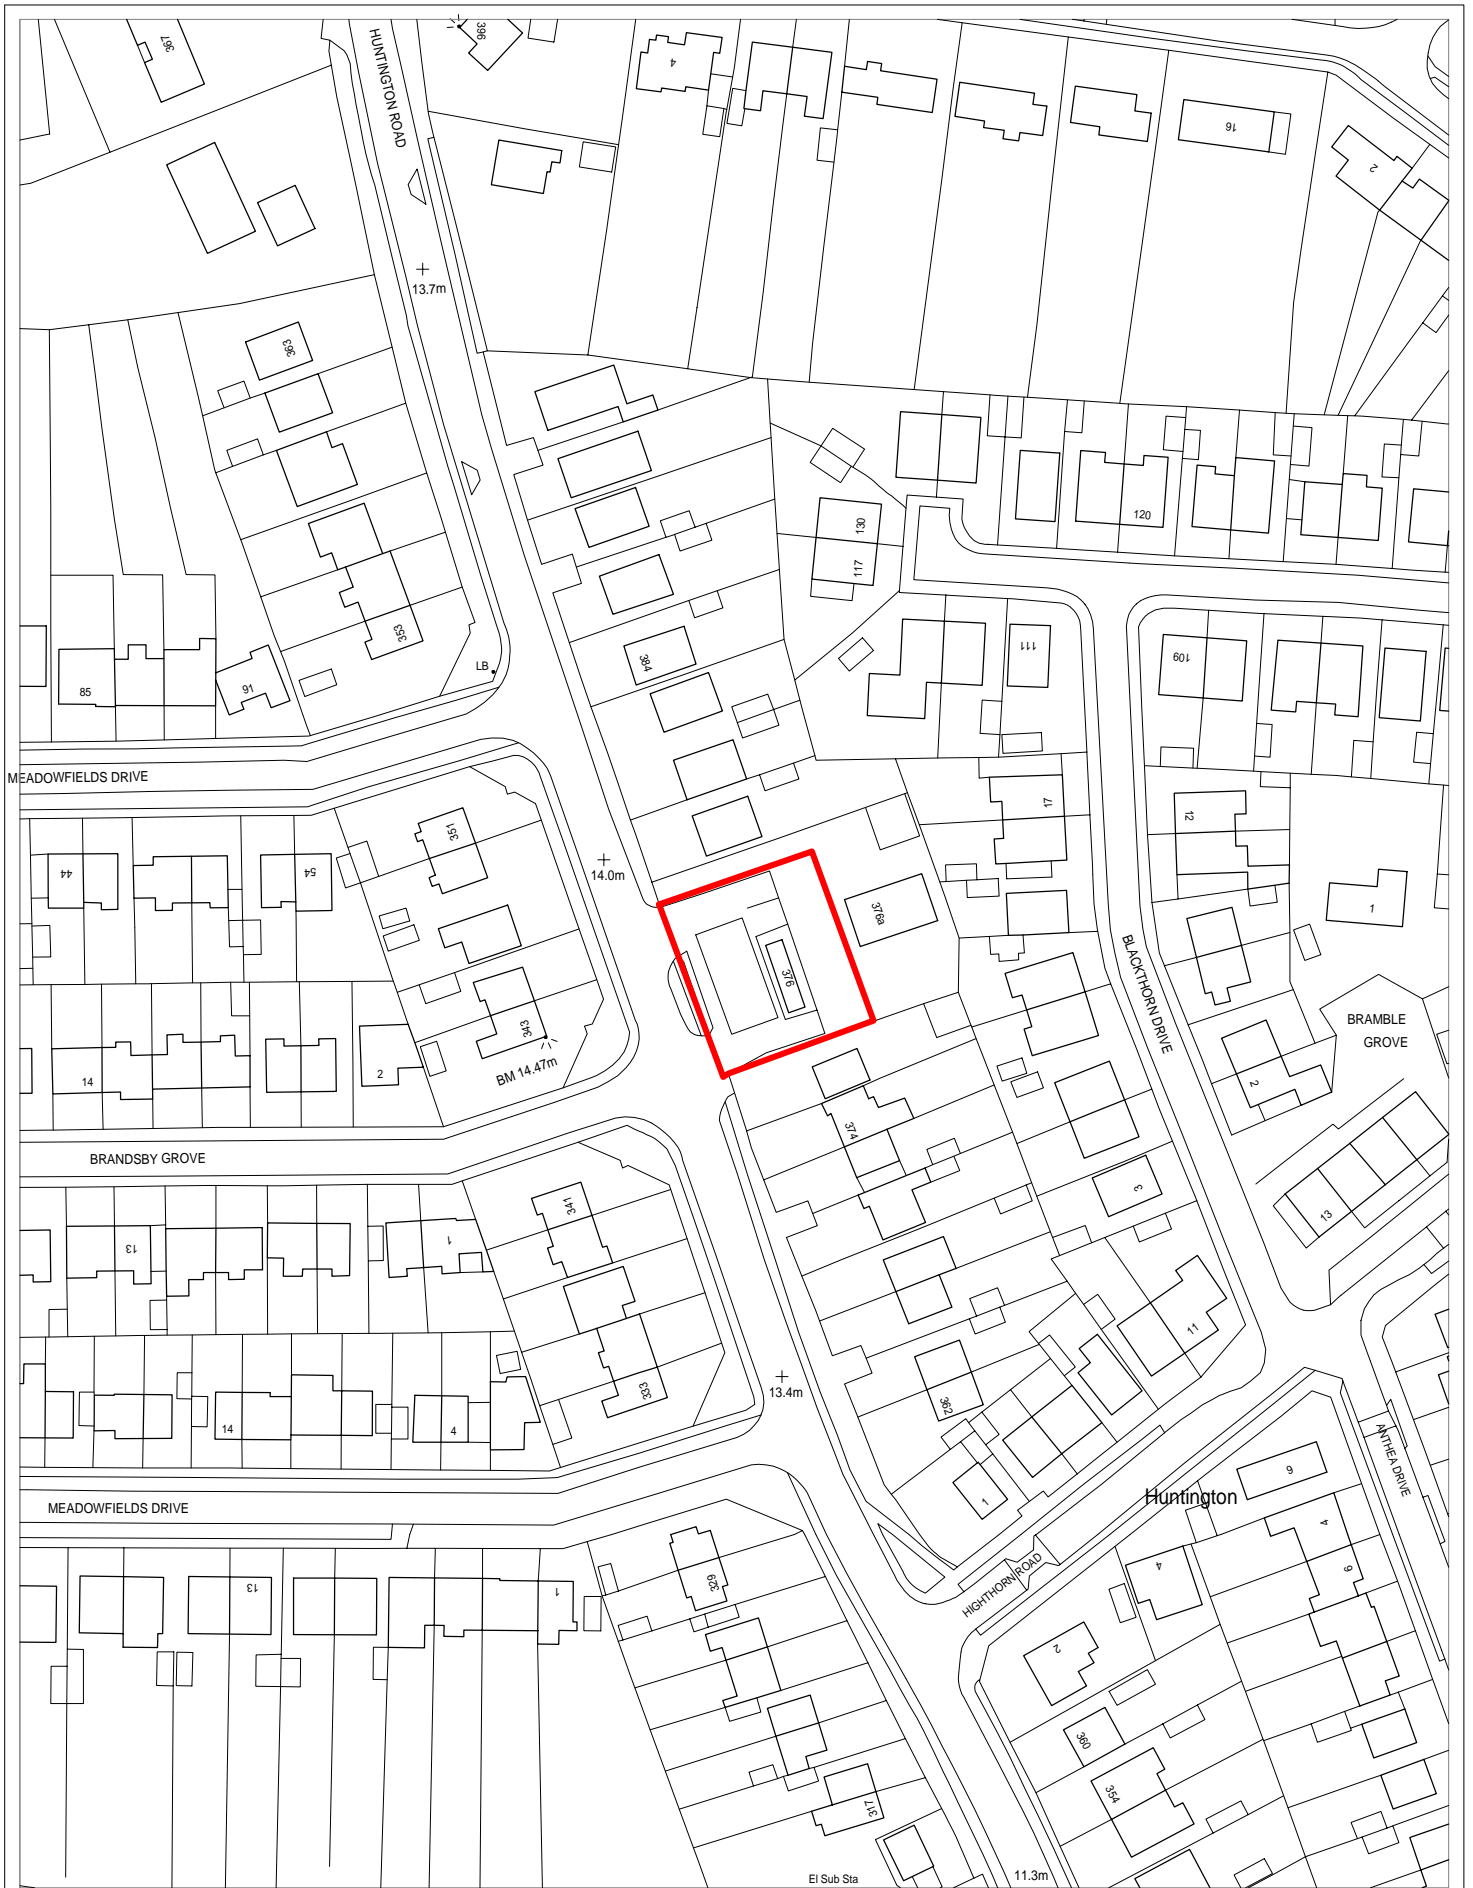 367
HUNTINGTON ROAD
396
4
16
2
13.7m
363
130
120
117
353
LB
384
111
109
85
91
MEADOWFIELDS DRIVE
351
17
12
44
54
14.0m
376a
1
376
BLACKTHORN DRIVE
343
BRAMBLE
GROVE
14
2
BM 14.47m
2
374
BRANDSBY GROVE
341
3
13
13
1
11
333
13.4m
362
14
4
ANTHEA DRIVE
6
Huntington
1
MEADOWFIELDS DRIVE
4
HIGHTHORN ROAD
329
4
6
13
1
2
360
354
317
El Sub Sta
11.3m